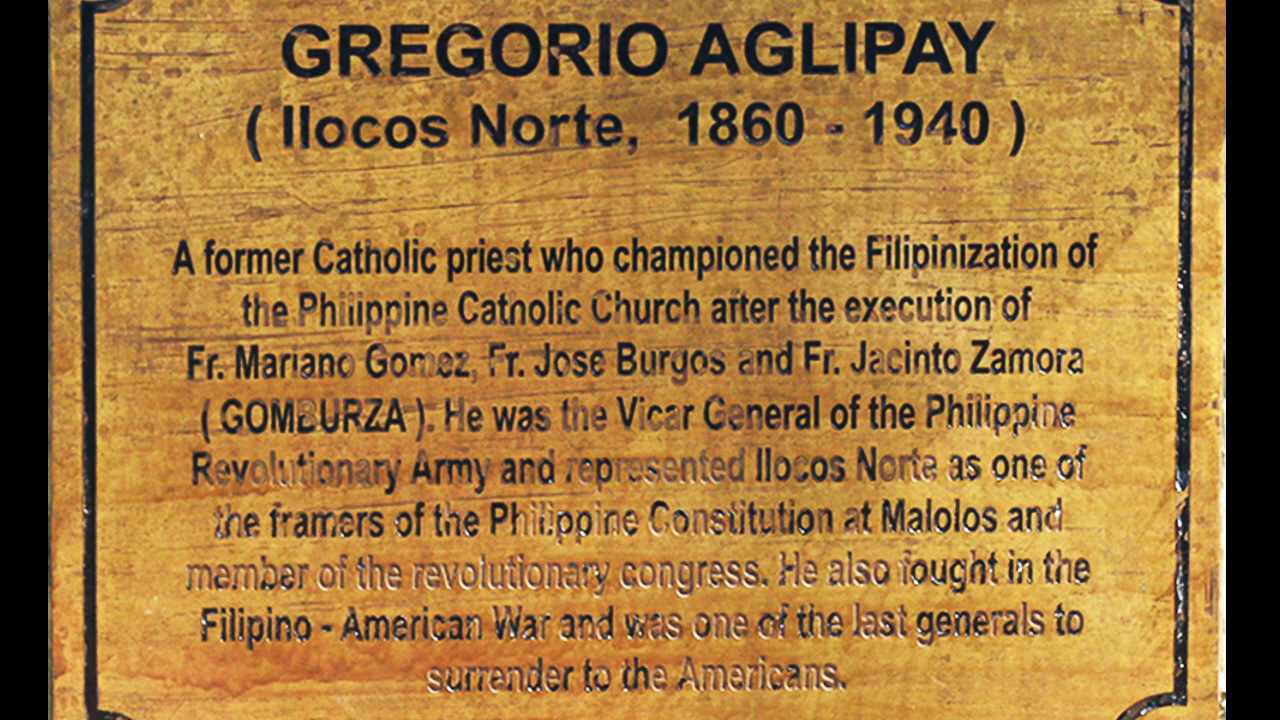 GREGORIO AGLIPAY
( Ilocos Norte, 1860 - 1940 )
A former Catholic priest who championed the Filipinization of
the Philippine Catholic Church after the execution of
Fr. Mariano Gomez, Fr. Jose Burgos and Fr. Jacinto Zamora
( GOMBURZA ). He was the Vicar General of the Philippine
Revolutionary Army and represented Ilocos Norte as one of
the framers of the Philippine Constitution at Malolos and
member of the revolutionary congress. He also fought in the
Filipino - American War and was one of the last generals to
surrender to the Americans.